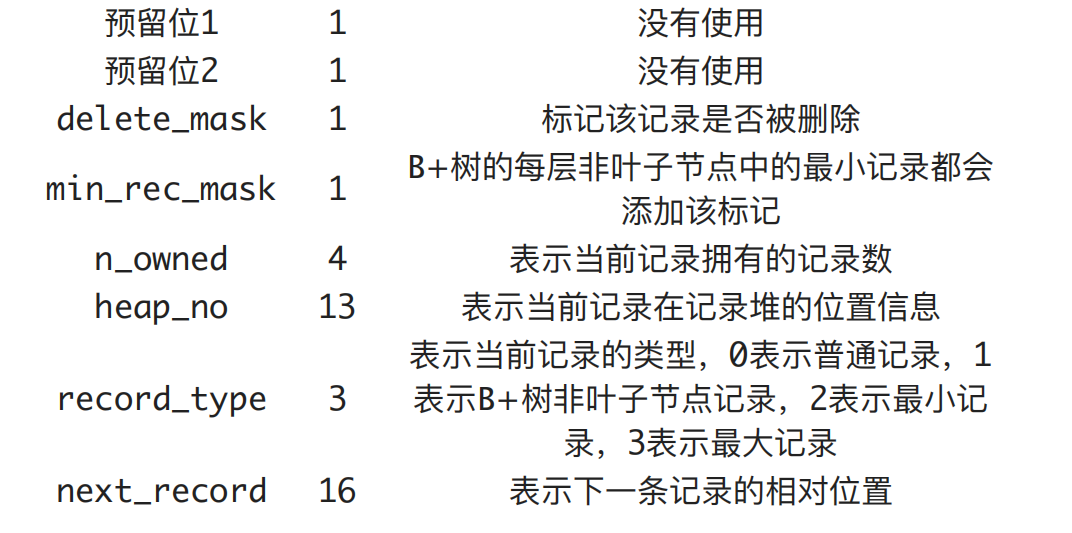 预留位1 1 没有使用
预留位2 1 没有使用
delete_mask 1 标记该记录是否被删除
B+树的每层非叶子节点中的最小记录都会
min_rec_mask 1
添加该标记
n_owned 4 表示当前记录拥有的记录数
heap_no 13 表示当前记录在记录堆的位置信息
表示当前记录的类型，0表示普通记录，1
record_type 3 表示B+树非叶子节点记录，2表示最小记
录，3表示最大记录
next_record 16 表示下一条记录的相对位置